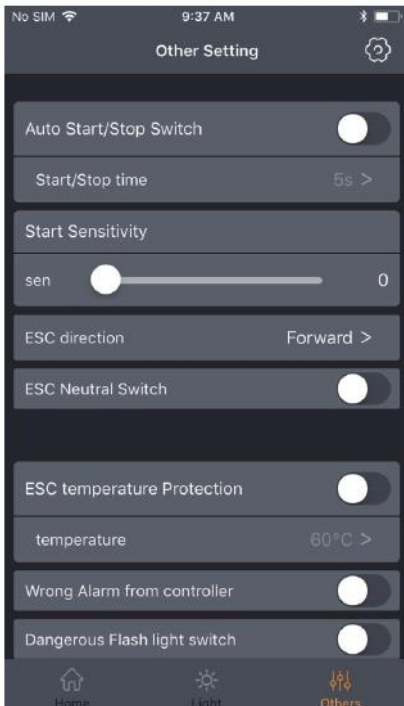 No SIM 9:37 AM
Other Setting
Auto Start/Stop Switch
Start/Stop time 5s >
Start Sensitivity
sen 0
ESC direction Forward >
ESC Neutral Switch
ESC temperature Protection
temperature 60°C >
Wrong Alarm from controller
Dangerous Flash light switch
Home Light Others